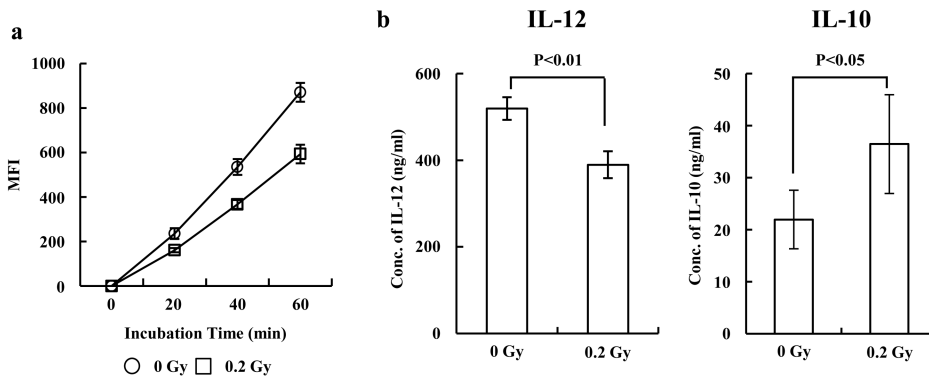 a
1000
800
600
400
200
0
MFI
0 20 40 60
Incubation Time (min)
0 Gy 0.2 Gy
b
IL-12
P<0.01
600
400
200
0
Conc. of IL-12 (ng/ml)
0 Gy 0.2 Gy
IL-10
P<0.05
50
40
30
20
10
0
Conc. of IL-10 (ng/ml)
0 Gy 0.2 Gy